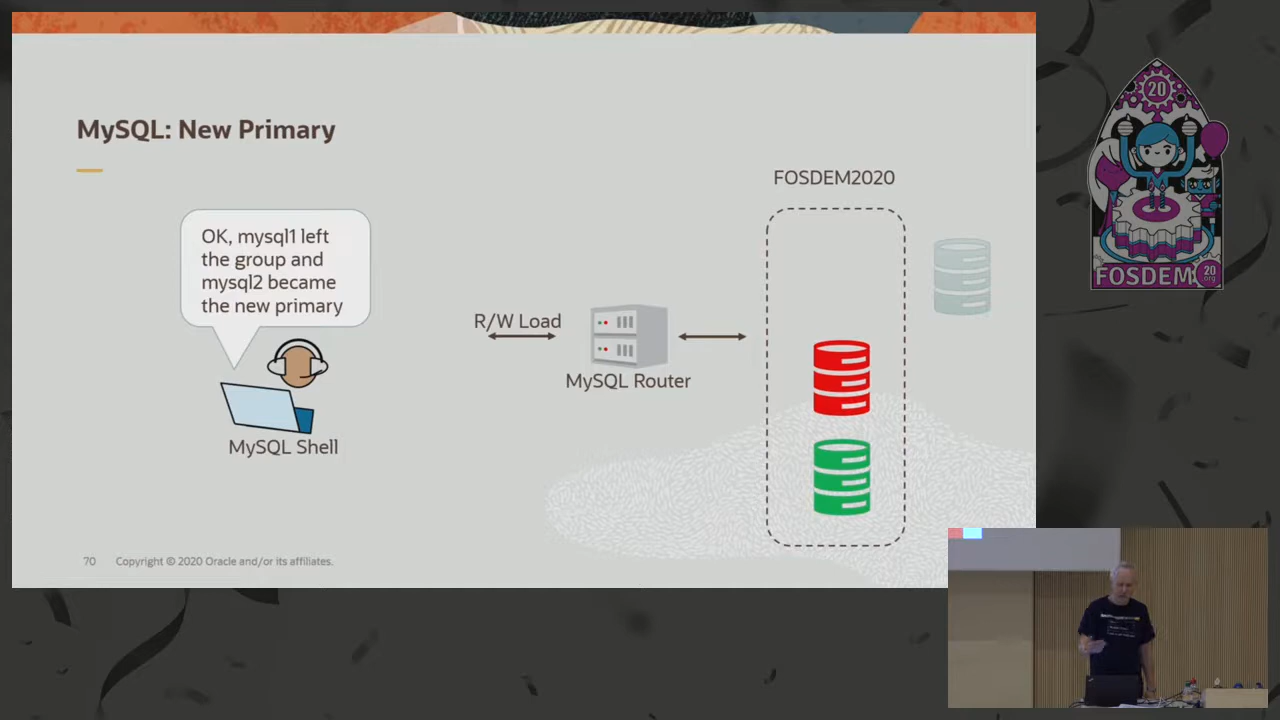 MySQL: New Primary
FOSDEM2020
OK, mysql1 left
the group and
mysql2 became
the new primary
R/W Load
MySQL Router
MySQL Shell
70 Copyright © 2020 Oracle and/or its affiliates.
20
FOSDEM
20
.org